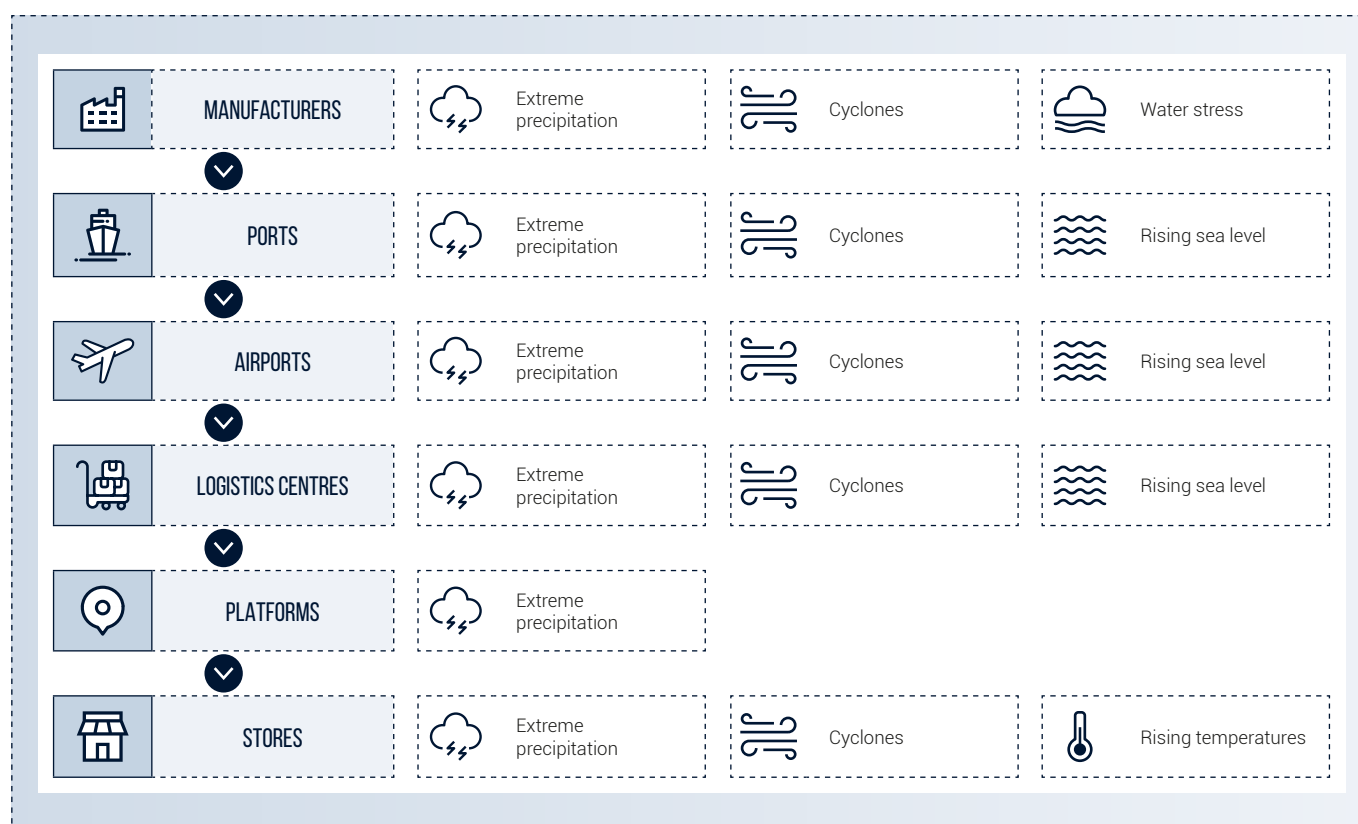 MANUFACTURERS
Extreme
precipitation
Cyclones
Water stress
PORTS
Extreme
precipitation
Cyclones
Rising sea level
AIRPORTS
Extreme
precipitation
Cyclones
Rising sea level
LOGISTICS CENTRES
Extreme
precipitation
Cyclones
Rising sea level
PLATFORMS
Extreme
precipitation
STORES
Extreme
precipitation
Cyclones
Rising temperatures